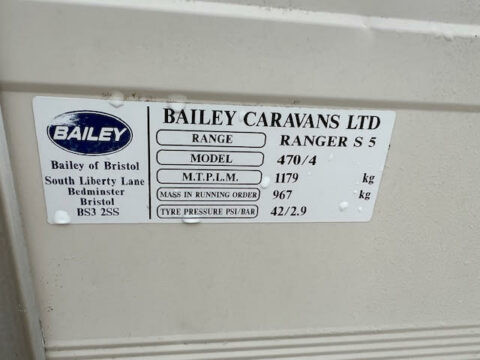 BAILEY
Bailey of Bristol
South Liberty Lane
Bedminster
Bristol
BS3 2SS
BAILEY CARAVANS LTD
RANGE RANGER S 5
MODEL 470/4
M.T.P.L.M. 1179 kg
MASS IN RUNNING ORDER 967 kg
TYRE PRESSURE PSI/BAR 42/2.9